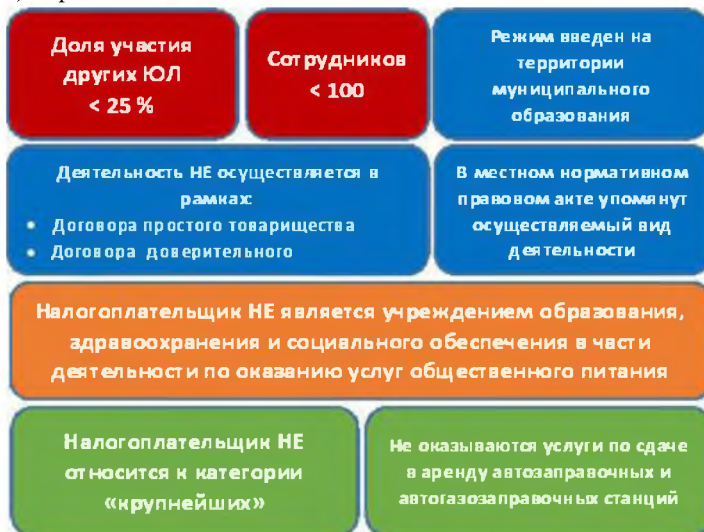 Доля участия
других ЮЛ
< 25 %
Сотрудников
< 100
Режим введен на
территории
муниципального
образования
Деятельность НЕ осуществляется в
рамках:
• Договора простого товарищества
• Договора доверительного
В местном нормативном
правовом акте упомянут
осуществляемый вид
деятельности
Налогоплательщик НЕ является учреждением образования,
здравоохранения и социального обеспечения в части
деятельности по оказанию услуг общественного питания
Налогоплательщик НЕ
относится к категории
«крупнейших»
Не оказываются услуги по сдаче
в аренду автозаправочных и
автогазозаправочных станций